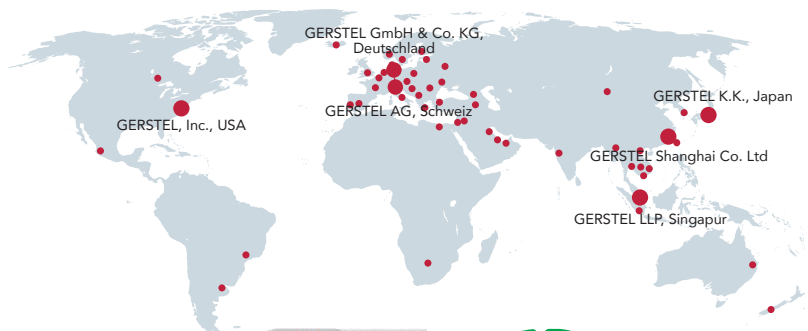 GERSTEL GmbH & Co. KG,
Deutschland
GERSTEL K.K., Japan
GERSTEL AG, Schweiz
GERSTEL, Inc., USA
GERSTEL Shanghai Co. Ltd
GERSTEL LLP, Singapur